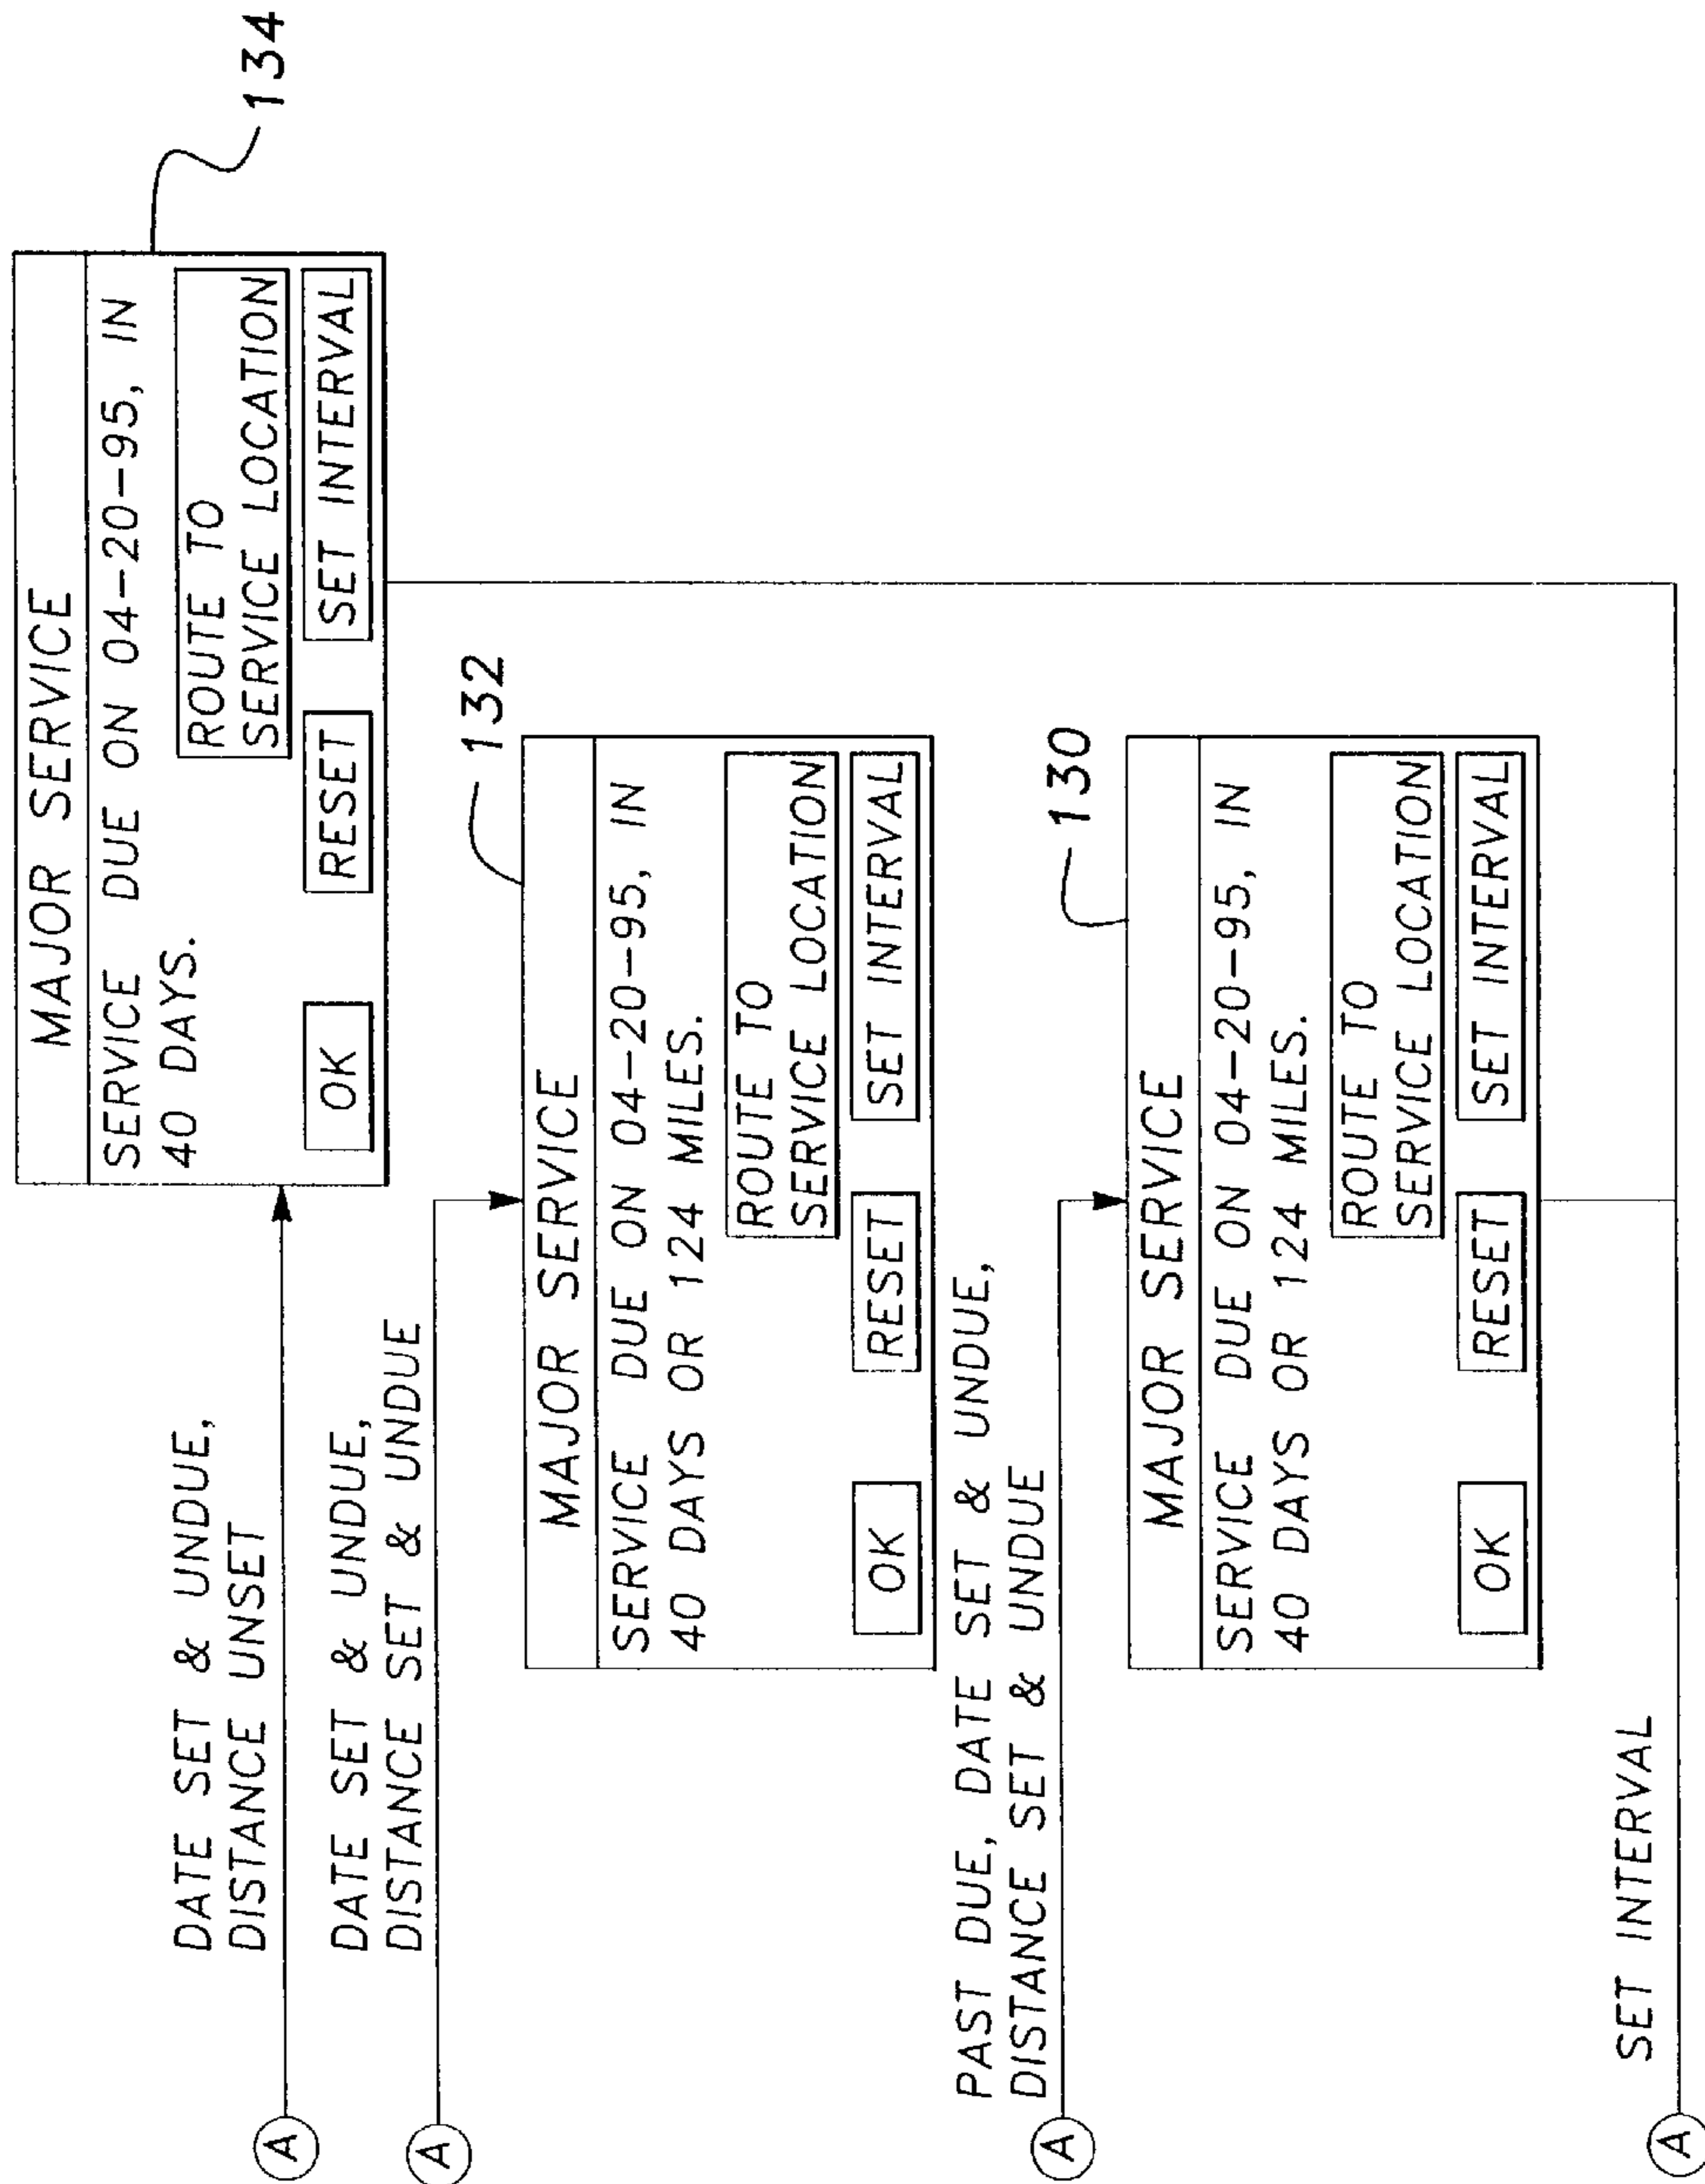 DATE SET & UNDUE,
DISTANCE UNSET
A
MAJOR SERVICE
SERVICE DUE ON 04-20-95, IN
40 DAYS.
ROUTE TO
SERVICE LOCATION
OK
RESET
SET INTERVAL
134
DATE SET & UNDUE,
DISTANCE SET & UNDUE
A
132
MAJOR SERVICE
SERVICE DUE ON 04-20-95, IN
40 DAYS OR 124 MILES.
ROUTE TO
SERVICE LOCATION
OK
RESET
SET INTERVAL
PAST DUE, DATE SET & UNDUE,
DISTANCE SET & UNDUE
A
130
MAJOR SERVICE
SERVICE DUE ON 04-20-95, IN
40 DAYS OR 124 MILES.
ROUTE TO
SERVICE LOCATION
OK
RESET
SET INTERVAL
SET INTERVAL
A